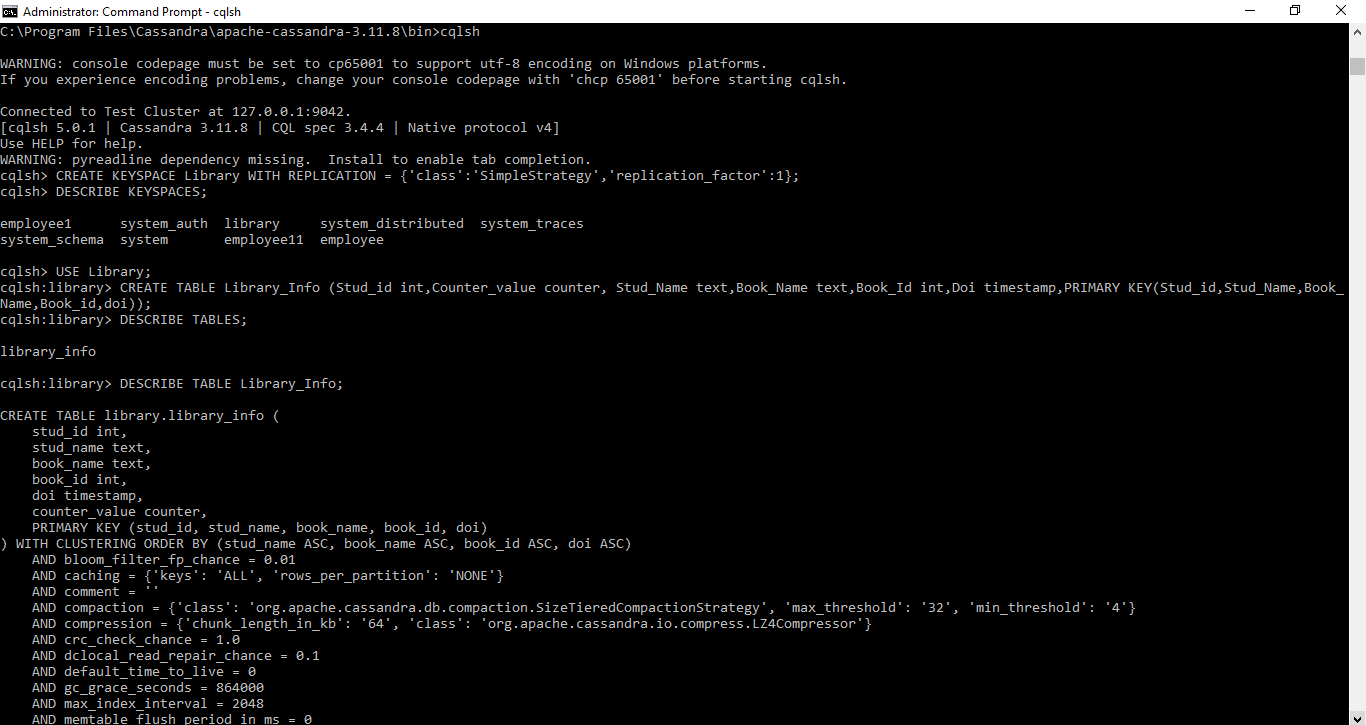 Administrator: Command Prompt - cqlsh
C:\Program Files\Cassandra\apache-cassandra-3.11.8\bin>cqlsh
WARNING: console codepage must be set to cp65001 to support utf-8 encoding on Windows platforms.
If you experience encoding problems, change your console codepage with 'chcp 65001' before starting cqlsh.
Connected to Test Cluster at 127.0.0.1:9042.
[cqlsh 5.0.1 | Cassandra 3.11.8 | CQL spec 3.4.4 | Native protocol v4]
Use HELP for help.
WARNING: pyreadline dependency missing.  Install to enable tab completion.
cqlsh> CREATE KEYSPACE Library WITH REPLICATION = {'class':'SimpleStrategy','replication_factor':1};
cqlsh> DESCRIBE KEYSPACES;
employee1      system_auth  library     system_distributed  system_traces
system_schema  system       employee11  employee
cqlsh> USE Library;
cqlsh:library> CREATE TABLE Library_Info (Stud_id int,Counter_value counter, Stud_Name text,Book_Name text,Book_Id int,Doi timestamp,PRIMARY KEY(Stud_id,Stud_Name,Book_
Name,Book_id,doi));
cqlsh:library> DESCRIBE TABLES;
library_info
cqlsh:library> DESCRIBE TABLE Library_Info;
CREATE TABLE library.library_info (
    stud_id int,
    stud_name text,
    book_name text,
    book_id int,
    doi timestamp,
    counter_value counter,
    PRIMARY KEY (stud_id, stud_name, book_name, book_id, doi)
) WITH CLUSTERING ORDER BY (stud_name ASC, book_name ASC, book_id ASC, doi ASC)
    AND bloom_filter_fp_chance = 0.01
    AND caching = {'keys': 'ALL', 'rows_per_partition': 'NONE'}
    AND comment = ''
    AND compaction = {'class': 'org.apache.cassandra.db.compaction.SizeTieredCompactionStrategy', 'max_threshold': '32', 'min_threshold': '4'}
    AND compression = {'chunk_length_in_kb': '64', 'class': 'org.apache.cassandra.io.compress.LZ4Compressor'}
    AND crc_check_chance = 1.0
    AND dclocal_read_repair_chance = 0.1
    AND default_time_to_live = 0
    AND gc_grace_seconds = 864000
    AND max_index_interval = 2048
    AND memtable_flush_period_in_ms = 0